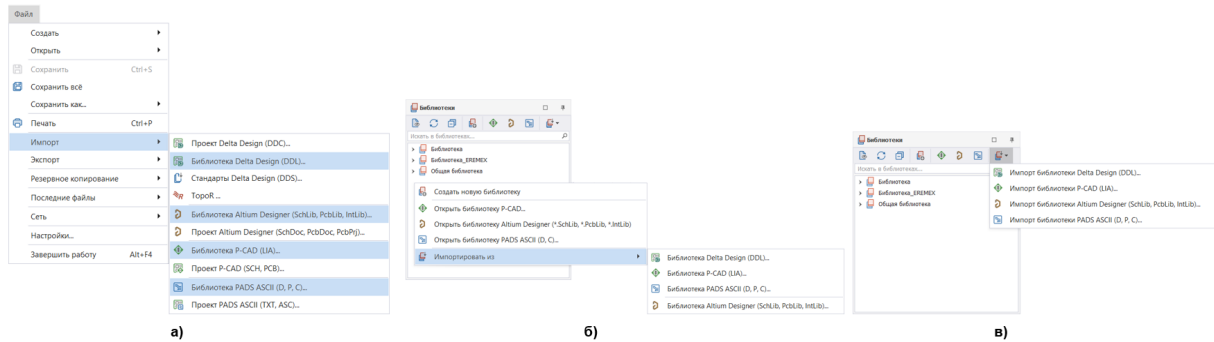 Файл
Создать
Открыть
Сохранить Ctrl+S
Сохранить всё
Сохранить как...
Печать Ctrl+P
Импорт
Экспорт
Резервное копирование
Последние файлы
Сеть
Настройки...
Завершить работу Alt+F4
Проект Delta Design (DDC)...
Библиотека Delta Design (DDL)...
Стандарты Delta Design (DDS)...
TopoR ...
Библиотека Altium Designer (SchLib, PcbLib, IntLib)...
Проект Altium Designer (SchDoc, PcbDoc, PcbPrj)...
Библиотека P-CAD (LIA)...
Проект P-CAD (SCH, PCB)...
Библиотека PADS ASCII (D, P, C)...
Проект PADS ASCII (TXT, ASC)...
а)
Библиотеки
Искать в библиотеках...
Библиотека
Библиотека_EREMEX
Общая библиотека
Создать новую библиотеку
Открыть библиотеку P-CAD...
Открыть библиотеку Altium Designer (*.SchLib, *.PcbLib, *.IntLib)
Открыть библиотеку PADS ASCII (D, C)...
Импортировать из
Библиотека Delta Design (DDL)...
Библиотека P-CAD (LIA)...
Библиотека PADS ASCII (D, P, C)...
Библиотека Altium Designer (SchLib, PcbLib, IntLib)...
б)
Библиотеки
Искать в библиотеках...
Библиотека
Библиотека_EREMEX
Общая библиотека
Импорт библиотеки Delta Design (DDL)...
Импорт библиотеки P-CAD (LIA)...
Импорт библиотеки Altium Designer (SchLib, PcbLib, IntLib)...
Импорт библиотеки PADS ASCII (D, P, C)...
в)